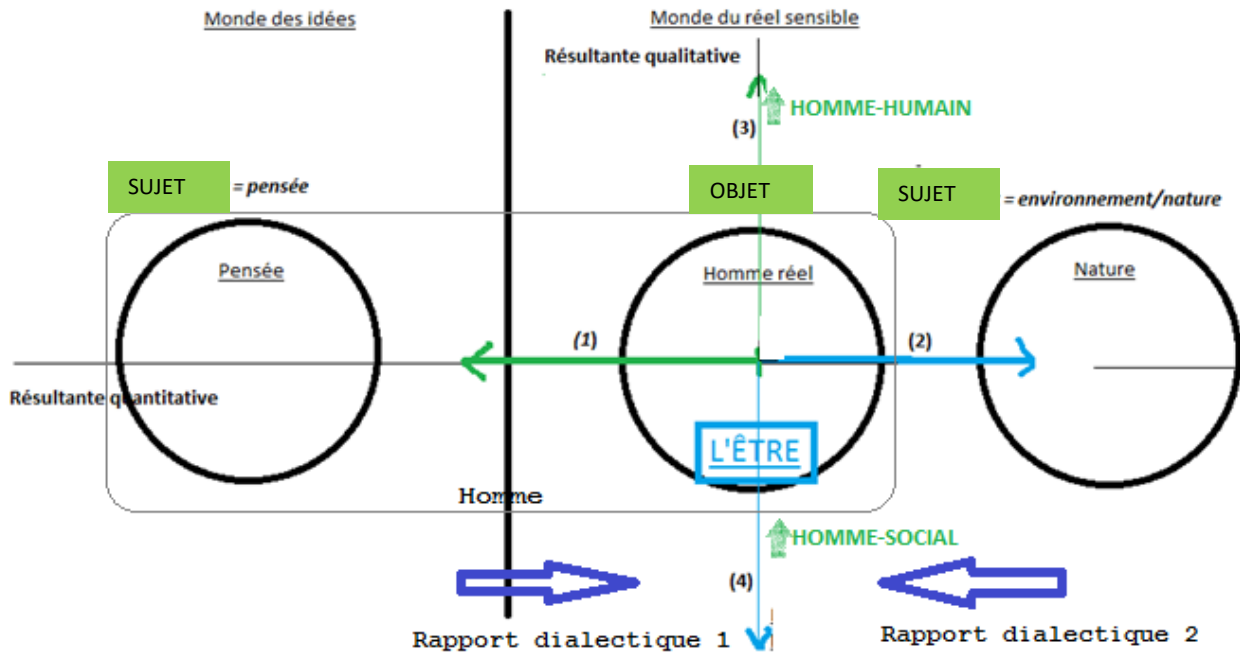 Monde des idées
Monde du réel sensible
Résultante qualitative
HOMME-HUMAIN
(3)
SUJET
= pensée
OBJET
SUJET
= environnement/nature
Pensée
Homme réel
Nature
(1)
(2)
Résultante quantitative
L'ÊTRE
Homme
HOMME-SOCIAL
(4)
Rapport dialectique 1
Rapport dialectique 2